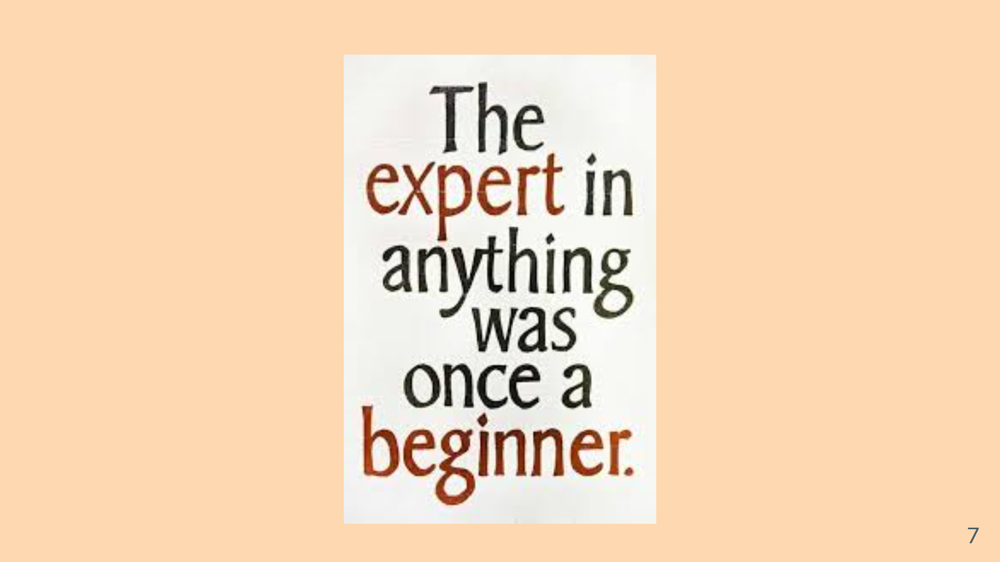 The
expert in
anything
was
once a
beginner.
7